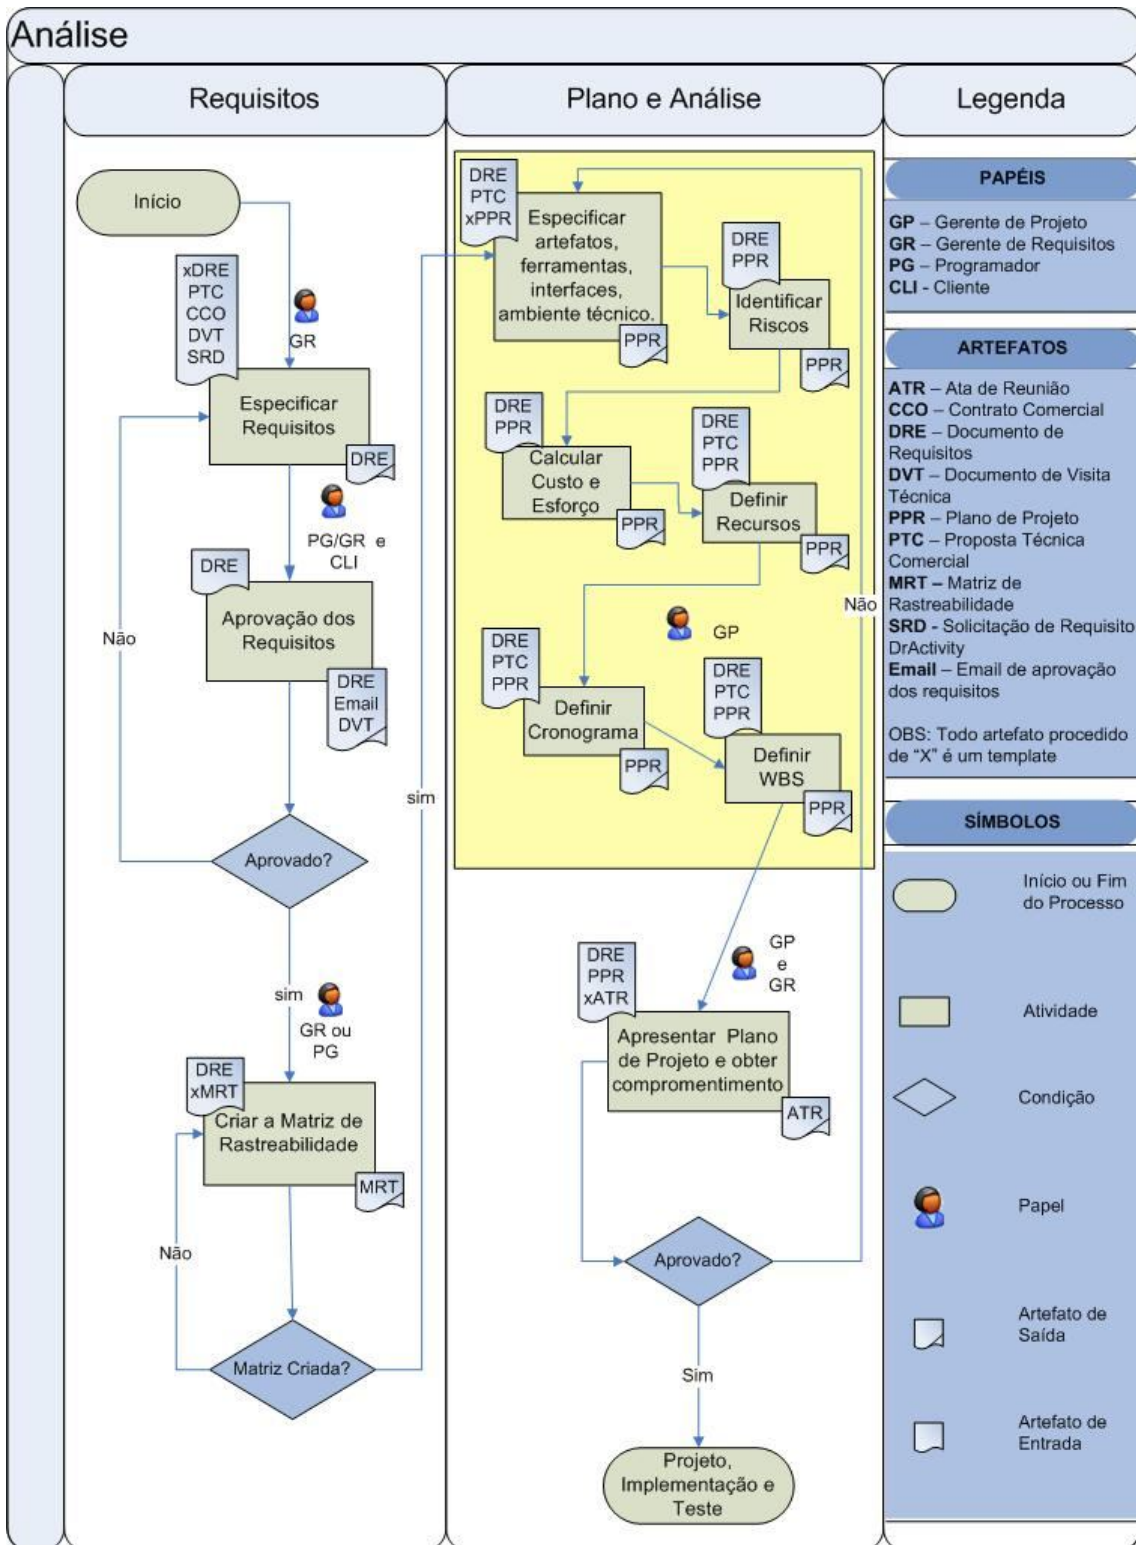 Análise
Requisitos
Início
xDRE
PTC
CCO
DVT
SRD
GR
Especificar
Requisitos
DRE
PG/GR e
CLI
DRE
Aprovação dos
Requisitos
DRE
Email
DVT
Não
Aprovado?
sim
GR ou
PG
DRE
xMRT
Criar a Matriz de
Rastreabilidade
MRT
Não
Matriz Criada?
sim
Plano e Análise
DRE
PTC
xPPR
Especificar
artefatos,
ferramentas,
interfaces,
ambiente técnico.
PPR
DRE
PPR
Identificar
Riscos
PPR
DRE
PPR
Calcular
Custo e
Esforço
PPR
DRE
PTC
PPR
Definir
Recursos
PPR
GP
DRE
PTC
PPR
Definir
Cronograma
PPR
DRE
PTC
PPR
Definir
WBS
PPR
Não
GP
e
GR
DRE
PPR
xATR
Apresentar Plano
de Projeto e obter
compromentimento
ATR
Aprovado?
Sim
Projeto,
Implementação e
Teste
Legenda
PAPÉIS
GP – Gerente de Projeto
GR – Gerente de Requisitos
PG – Programador
CLI - Cliente
ARTEFATOS
ATR – Ata de Reunião
CCO – Contrato Comercial
DRE – Documento de
Requisitos
DVT – Documento de Visita
Técnica
PPR – Plano de Projeto
PTC – Proposta Técnica
Comercial
MRT – Matriz de
Rastreabilidade
SRD - Solicitação de Requisito
DrActivity
Email – Email de aprovação
dos requisitos
OBS: Todo artefato procedido
de “X” é um template
SÍMBOLOS
Início ou Fim
do Processo
Atividade
Condição
Papel
Artefato de
Saída
Artefato de
Entrada